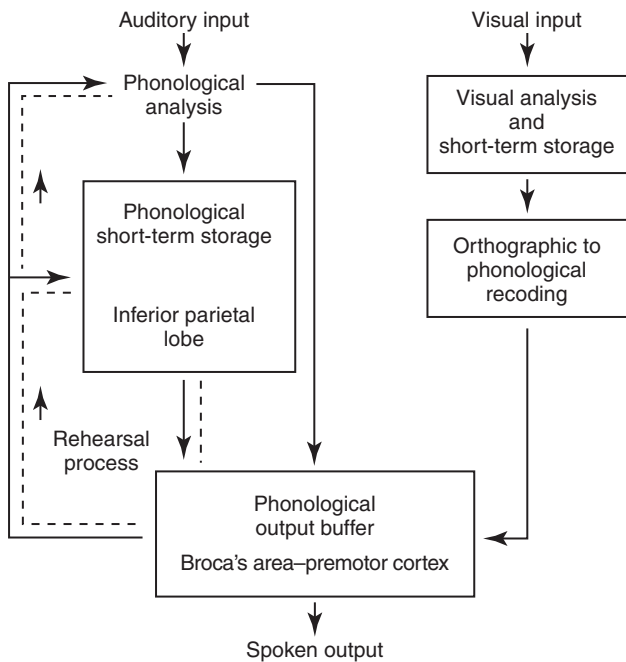 Auditory input
Phonological
analysis
Phonological
short-term storage
Inferior parietal
lobe
Rehearsal
process
Phonological
output buffer
Broca's area–premotor cortex
Spoken output
Visual input
Visual analysis
and
short-term storage
Orthographic to
phonological
recoding